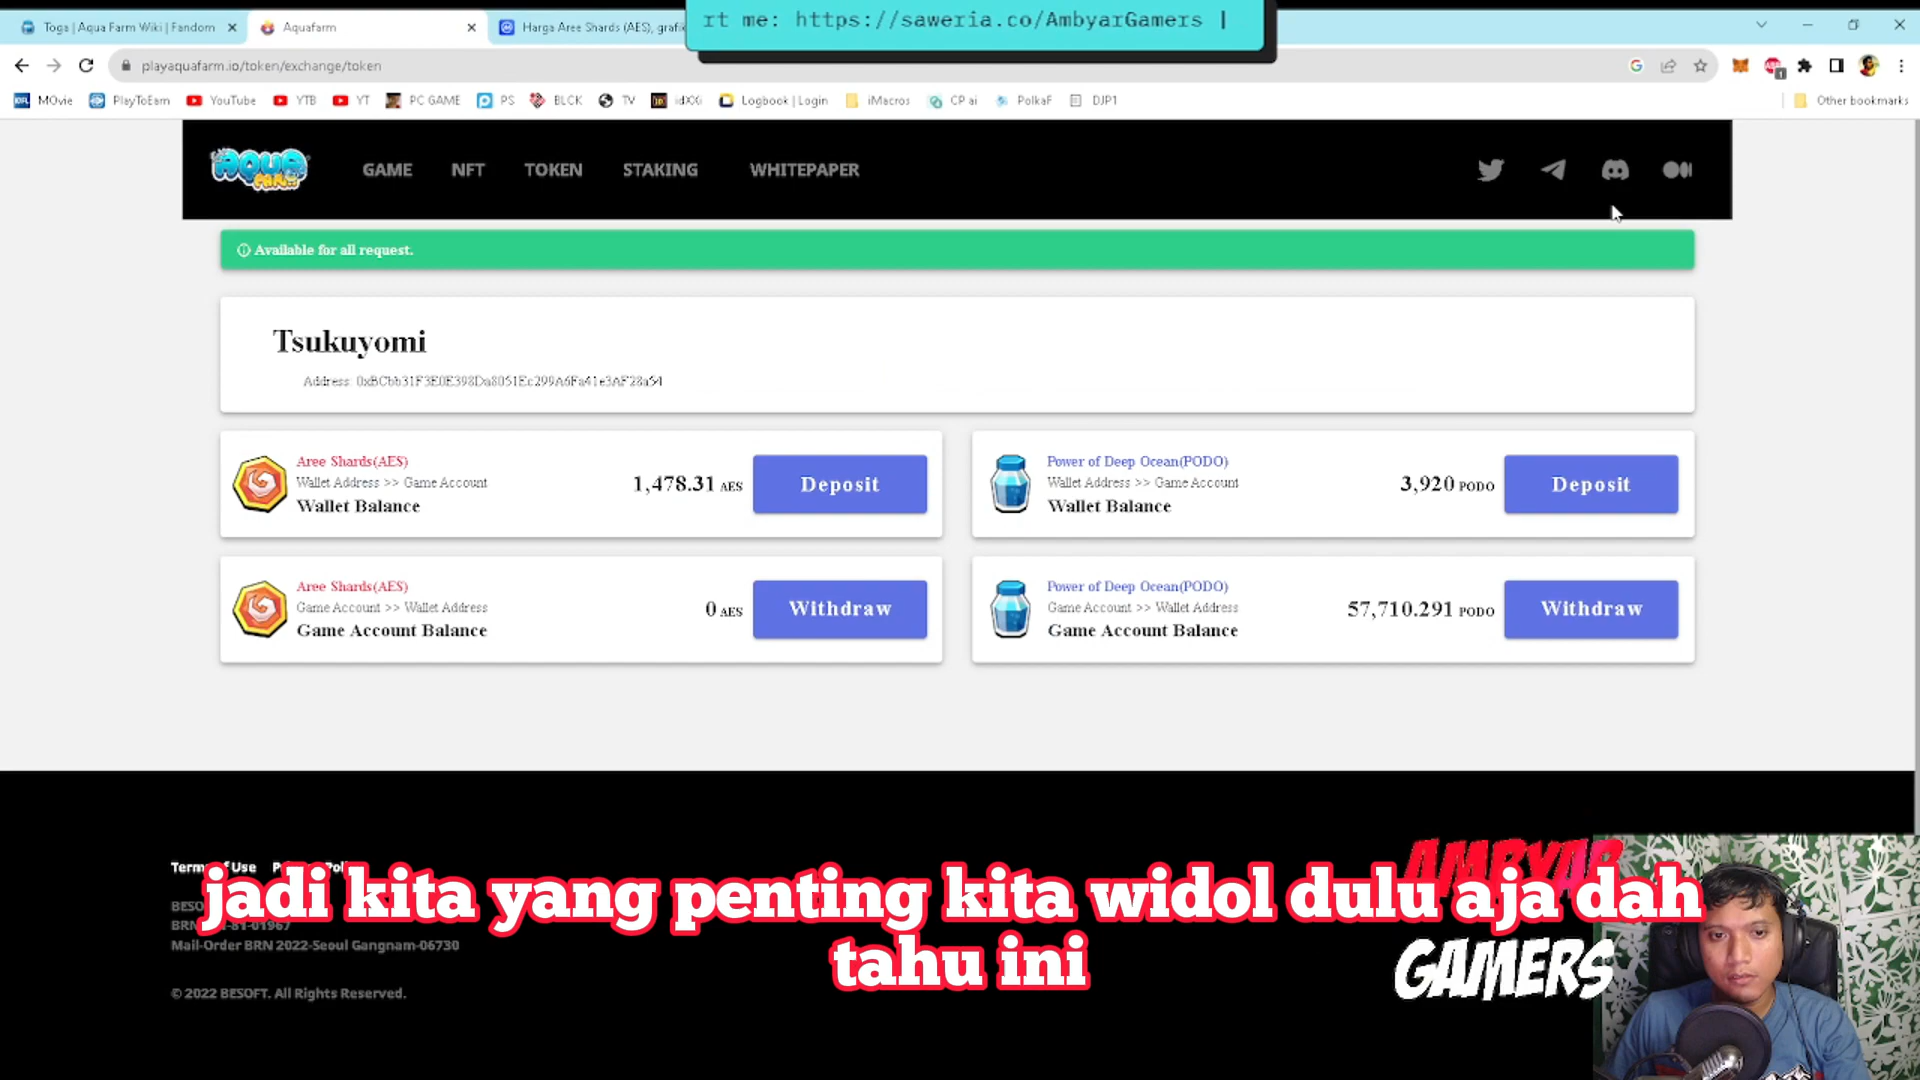 Toga | Aqua Farm Wiki | Fandom
Aquafarm
Harga Aree Shards (AES), grafi
rt me: https://saweria.co/AmbyarGamers |
playaquafarm.io/token/exchange/token
MOvie
PlayToEarn
YouTube
YTB
YT
PC GAME
PS
BLCK
TV
idXXI
Logbook | Login
iMacros
CP ai
PolkaF
DJP1
Other bookmarks
AQUA FARM
GAME
NFT
TOKEN
STAKING
WHITEPAPER
Available for all request.
Tsukuyomi
Address: 0xBCbb31F3E0E398Da8051Ec299A6Fa41e3AF28a54
Aree Shards(AES)
Wallet Address >> Game Account
Wallet Balance
1,478.31 AES
Deposit
Power of Deep Ocean(PODO)
Wallet Address >> Game Account
Wallet Balance
3,920 PODO
Deposit
Aree Shards(AES)
Game Account >> Wallet Address
Game Account Balance
0 AES
Withdraw
Power of Deep Ocean(PODO)
Game Account >> Wallet Address
Game Account Balance
57,710.291 PODO
Withdraw
jadi kita yang penting kita widol dulu aja dah
tahu ini
AMBYAR
GAMERS
Mail-Order BRN 2022-Seoul Gangnam-06730
© 2022 BESOFT. All Rights Reserved.